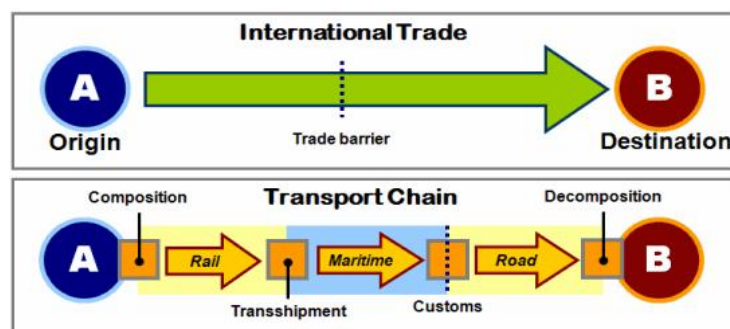 International Trade
A
B
Origin
Trade barrier
Destination
Composition
Transport Chain
Decomposition
A
Rail
Maritime
Road
B
Transshipment
Customs